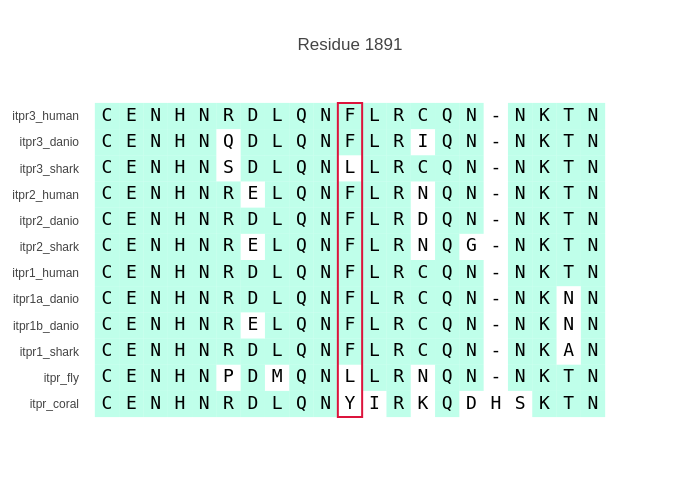 Residue 1891
itpr3_human C E N H N R D L Q N F L R C Q N - N K T N
itpr3_danio C E N H N Q D L Q N F L R I Q N - N K T N
itpr3_shark C E N H N S D L Q N L L R C Q N - N K T N
itpr2_human C E N H N R E L Q N F L R N Q N - N K T N
itpr2_danio C E N H N R D L Q N F L R D Q N - N K T N
itpr2_shark C E N H N R E L Q N F L R N Q G - N K T N
itpr1_human C E N H N R D L Q N F L R C Q N - N K T N
itpr1a_danio C E N H N R D L Q N F L R C Q N - N K N N
itpr1b_danio C E N H N R E L Q N F L R C Q N - N K N N
itpr1_shark C E N H N R D L Q N F L R C Q N - N K A N
itpr_fly C E N H N P D M Q N L L R N Q N - N K T N
itpr_coral C E N H N R D L Q N Y I R K Q D H S K T N